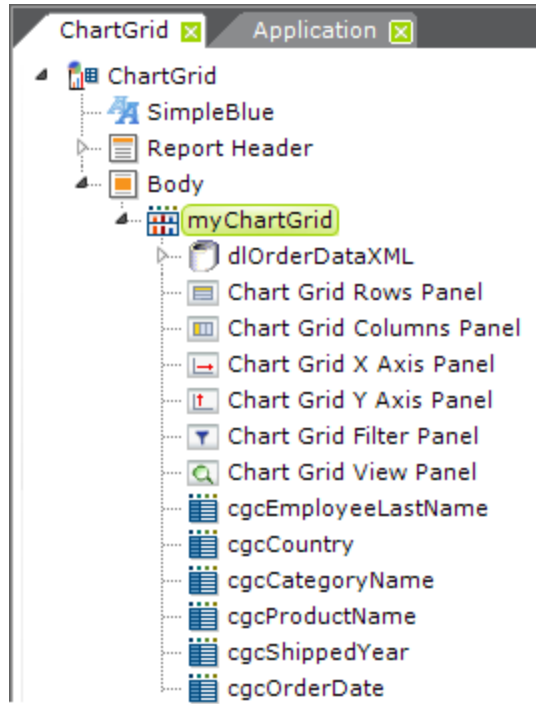 ChartGrid Application
ChartGrid
SimpleBlue
Report Header
Body
myChartGrid
dlOrderDataXML
Chart Grid Rows Panel
Chart Grid Columns Panel
Chart Grid X Axis Panel
Chart Grid Y Axis Panel
Chart Grid Filter Panel
Chart Grid View Panel
cgcEmployeeLastName
cgcCountry
cgcCategoryName
cgcProductName
cgcShippedYear
cgcOrderDate